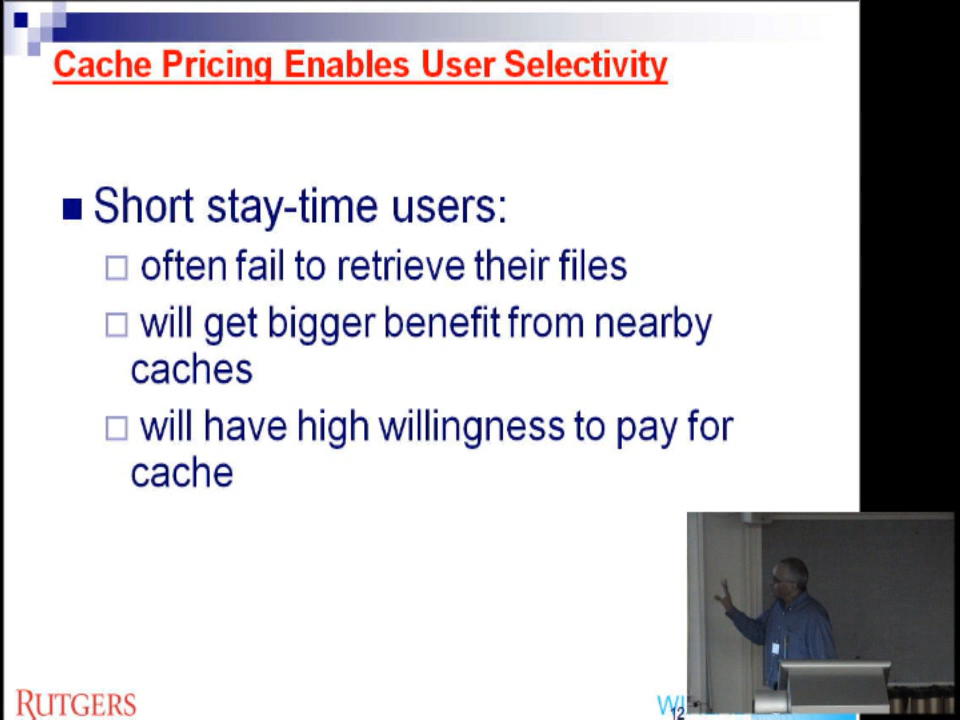 Cache Pricing Enables User Selectivity
Short stay-time users:
often fail to retrieve their files
will get bigger benefit from nearby
caches
will have high willingness to pay for
cache
RUTGERS
12